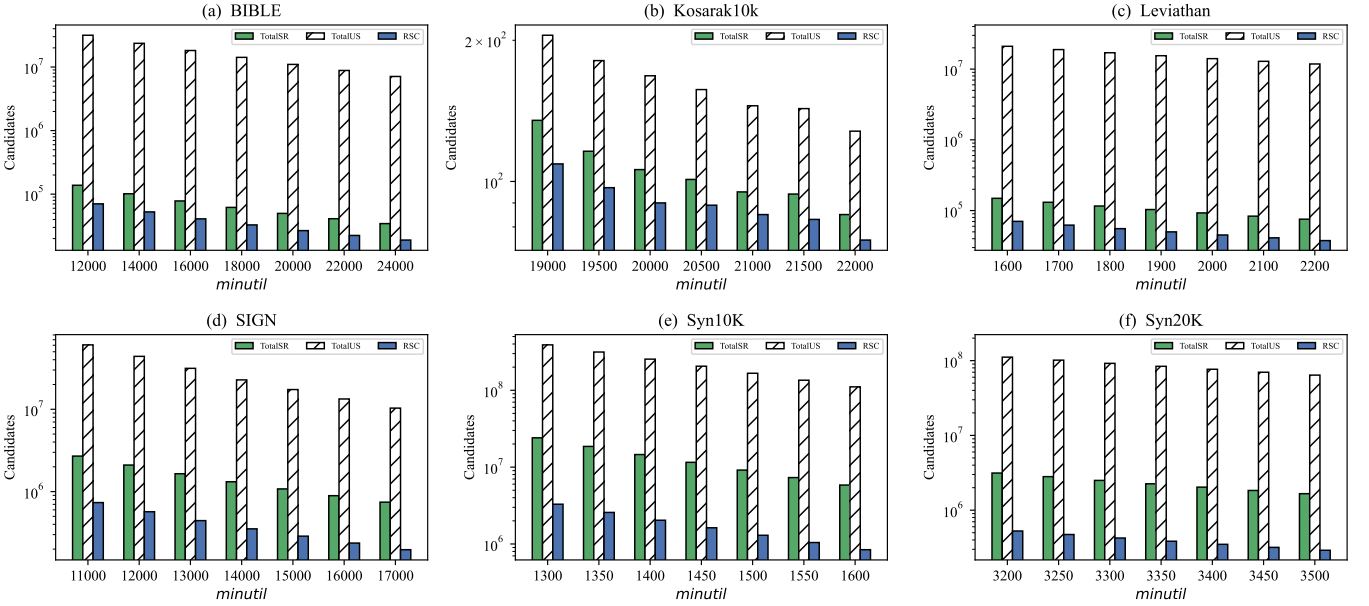 (a) BIBLE
TotalSR TotalUS RSC
Candidates
10^7
10^6
10^5
12000 14000 16000 18000 20000 22000 24000
minutil
(b) Kosarak10k
TotalSR TotalUS RSC
Candidates
2 × 10^2
10^2
19000 19500 20000 20500 21000 21500 22000
minutil
(c) Leviathan
TotalSR TotalUS RSC
Candidates
10^7
10^6
10^5
1600 1700 1800 1900 2000 2100 2200
minutil
(d) SIGN
TotalSR TotalUS RSC
Candidates
10^7
10^6
11000 12000 13000 14000 15000 16000 17000
minutil
(e) Syn10K
TotalSR TotalUS RSC
Candidates
10^8
10^7
10^6
1300 1350 1400 1450 1500 1550 1600
minutil
(f) Syn20K
TotalSR TotalUS RSC
Candidates
10^8
10^7
10^6
3200 3250 3300 3350 3400 3450 3500
minutil